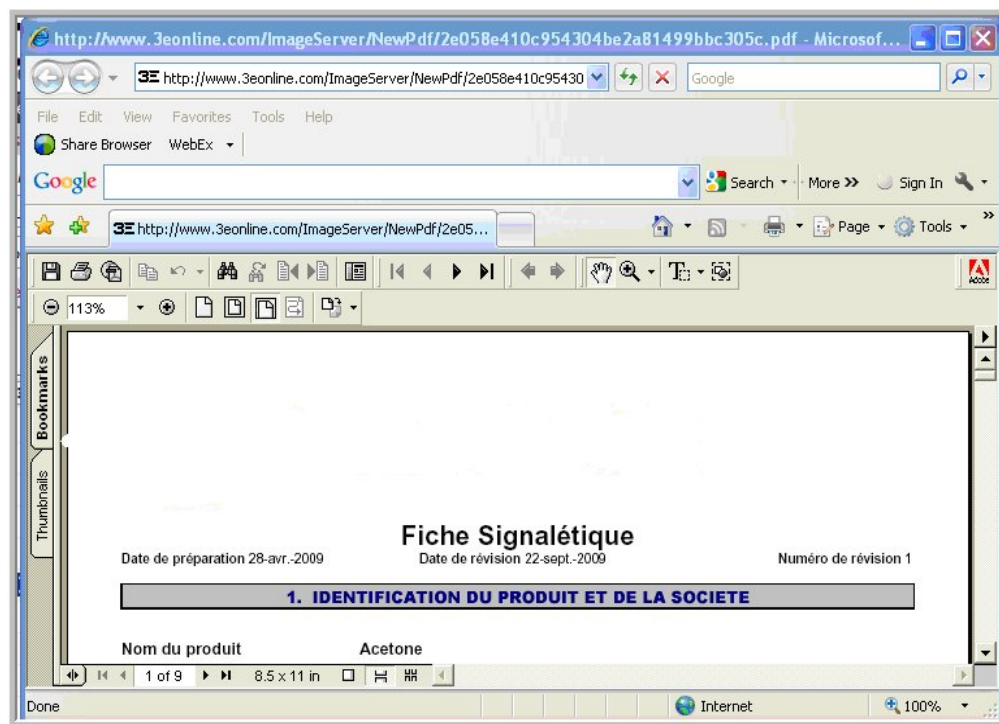 http://www.3eonline.com/ImageServer/NewPdf/2e058e410c954304be2a81499bbc305c.pdf - Microsof...
3E http://www.3eonline.com/ImageServer/NewPdf/2e058e410c95430 Google
File Edit View Favorites Tools Help
Share Browser WebEx
Google Search More >> Sign In
3E http://www.3eonline.com/ImageServer/NewPdf/2e05... Page Tools >>
Adobe
113%
Bookmarks
Thumbnails
Fiche Signalétique
Date de préparation 28-avr.-2009 Date de révision 22-sept.-2009 Numéro de révision 1
1. IDENTIFICATION DU PRODUIT ET DE LA SOCIETE
Nom du produit Acetone
1 of 9 8.5 x 11 in
Done Internet 100%